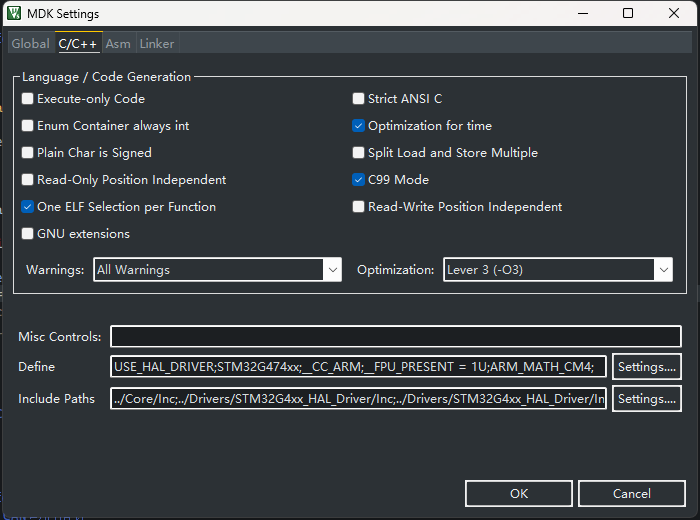 MDK Settings
Global C/C++ Asm Linker
Language / Code Generation
Execute-only Code Strict ANSI C
Enum Container always int Optimization for time
Plain Char is Signed Split Load and Store Multiple
Read-Only Position Independent C99 Mode
One ELF Selection per Function Read-Write Position Independent
GNU extensions
Warnings: All Warnings Optimization: Lever 3 (-O3)
Misc Controls:
Define USE_HAL_DRIVER;STM32G474xx;__CC_ARM;__FPU_PRESENT = 1U;ARM_MATH_CM4; Settings....
Include Paths ../Core/Inc;../Drivers/STM32G4xx_HAL_Driver/Inc;../Drivers/STM32G4xx_HAL_Driver/In Settings....
OK Cancel